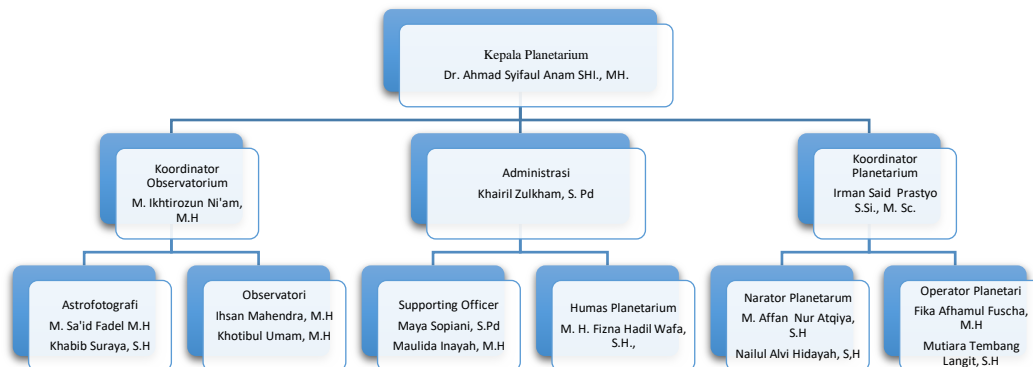 Kepala Planetarium
Dr. Ahmad Syifaul Anam SHI., MH.
Koordinator
Observatorium
M. Ikhtirozun Ni'am,
M.H
Administrasi
Khairil Zulkham, S. Pd
Koordinator
Planetarium
Irman Said Prastyo
S.Si., M. Sc.
Astrofotografi
M. Sa'id Fadel M.H
Khabib Suraya, S.H
Observatori
Ihsan Mahendra, M.H
Khotibul Umam, M.H
Supporting Officer
Maya Sopiani, S.Pd
Maulida Inayah, M.H
Humas Planetarium
M. H. Fizna Hadil Wafa,
S.H.,
Narator Planetarum
M. Affan Nur Atqiya,
S.H
Nailul Alvi Hidayah, S,H
Operator Planetari
Fika Afhamul Fuscha,
M.H
Mutiara Tembang
Langit, S.H